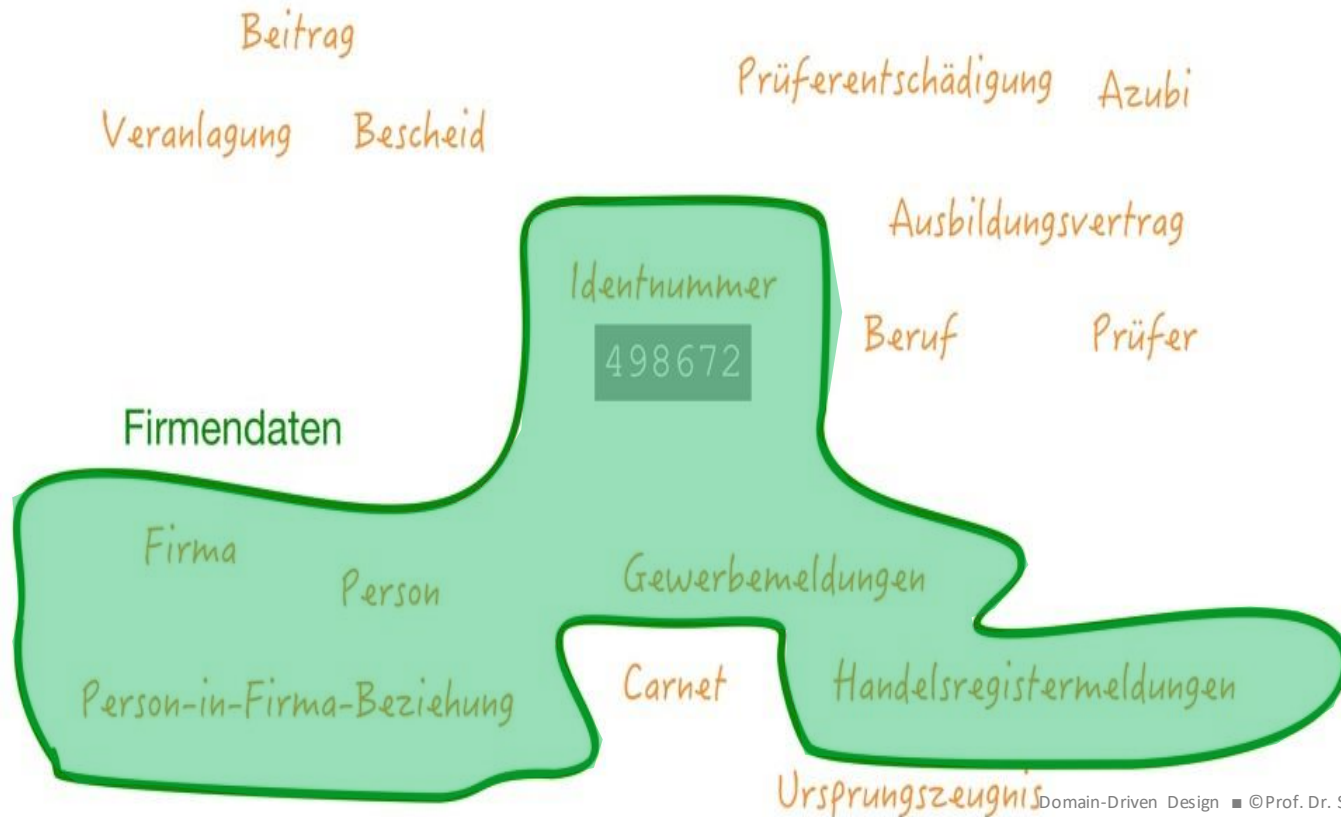 Beitrag
Prüferentschädigung Azubi
Veranlagung Bescheid
Ausbildungsvertrag
Identnummer
Beruf Prüfer
498672
Firmendaten
Firma
Person
Gewerbemeldungen
Person-in-Firma-Beziehung
Carnet
Handelsregistermeldungen
Ursprungszeugnis
Domain-Driven Design ■ ©Prof. Dr. S